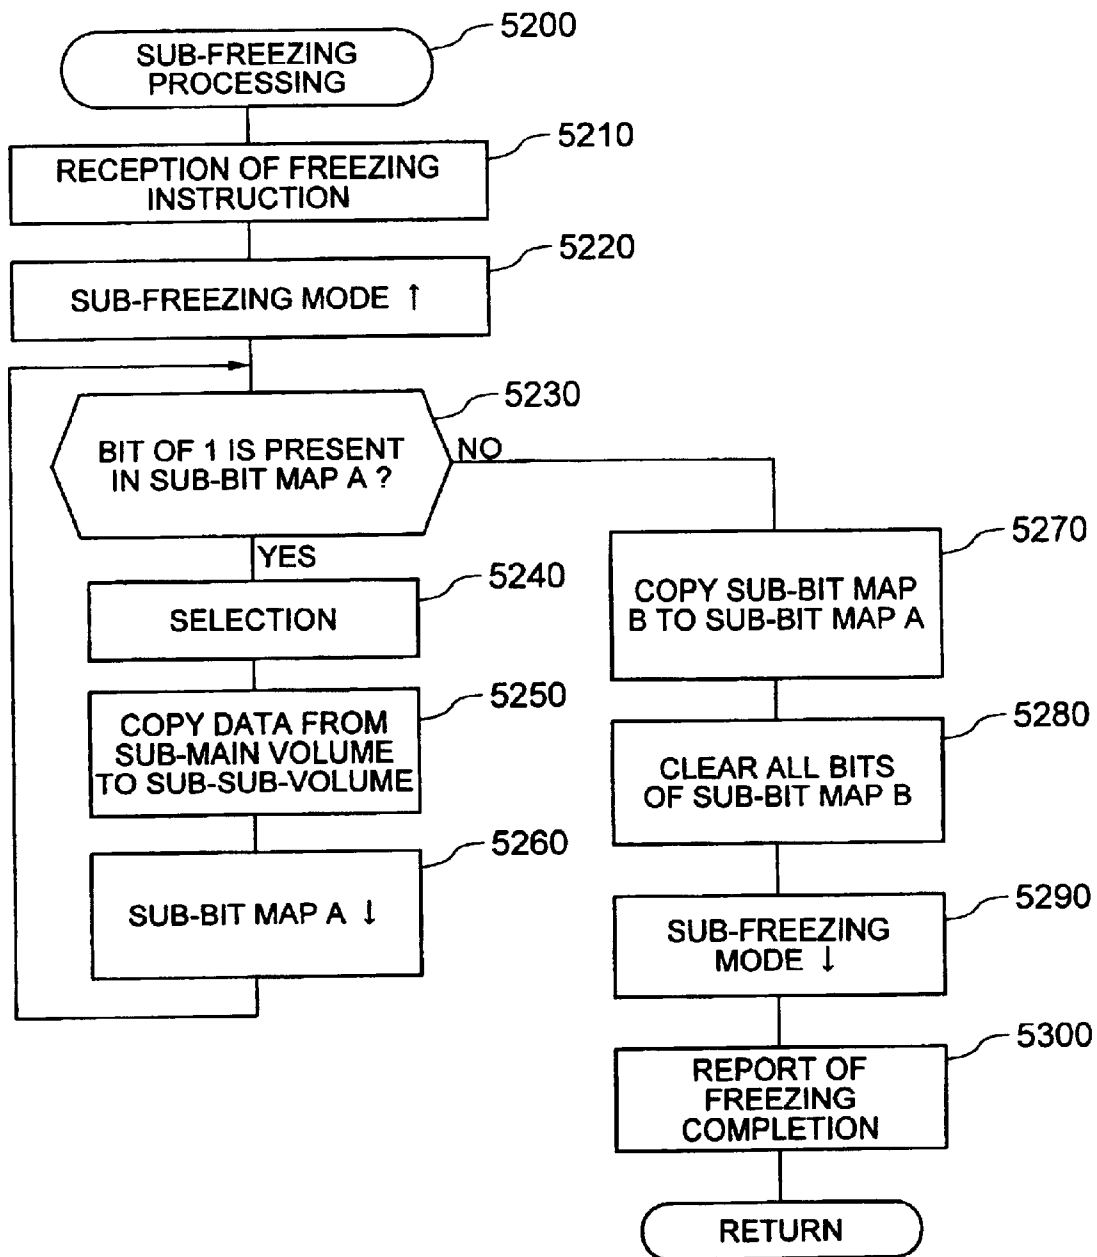 5200
SUB-FREEZING
PROCESSING
5210
RECEPTION OF FREEZING
INSTRUCTION
5220
SUB-FREEZING MODE ↑
5230
BIT OF 1 IS PRESENT
IN SUB-BIT MAP A ?
NO
YES
5240
SELECTION
5250
COPY DATA FROM
SUB-MAIN VOLUME
TO SUB-SUB-VOLUME
5260
SUB-BIT MAP A ↓
5270
COPY SUB-BIT MAP
B TO SUB-BIT MAP A
5280
CLEAR ALL BITS
OF SUB-BIT MAP B
5290
SUB-FREEZING
MODE ↓
5300
REPORT OF
FREEZING
COMPLETION
RETURN